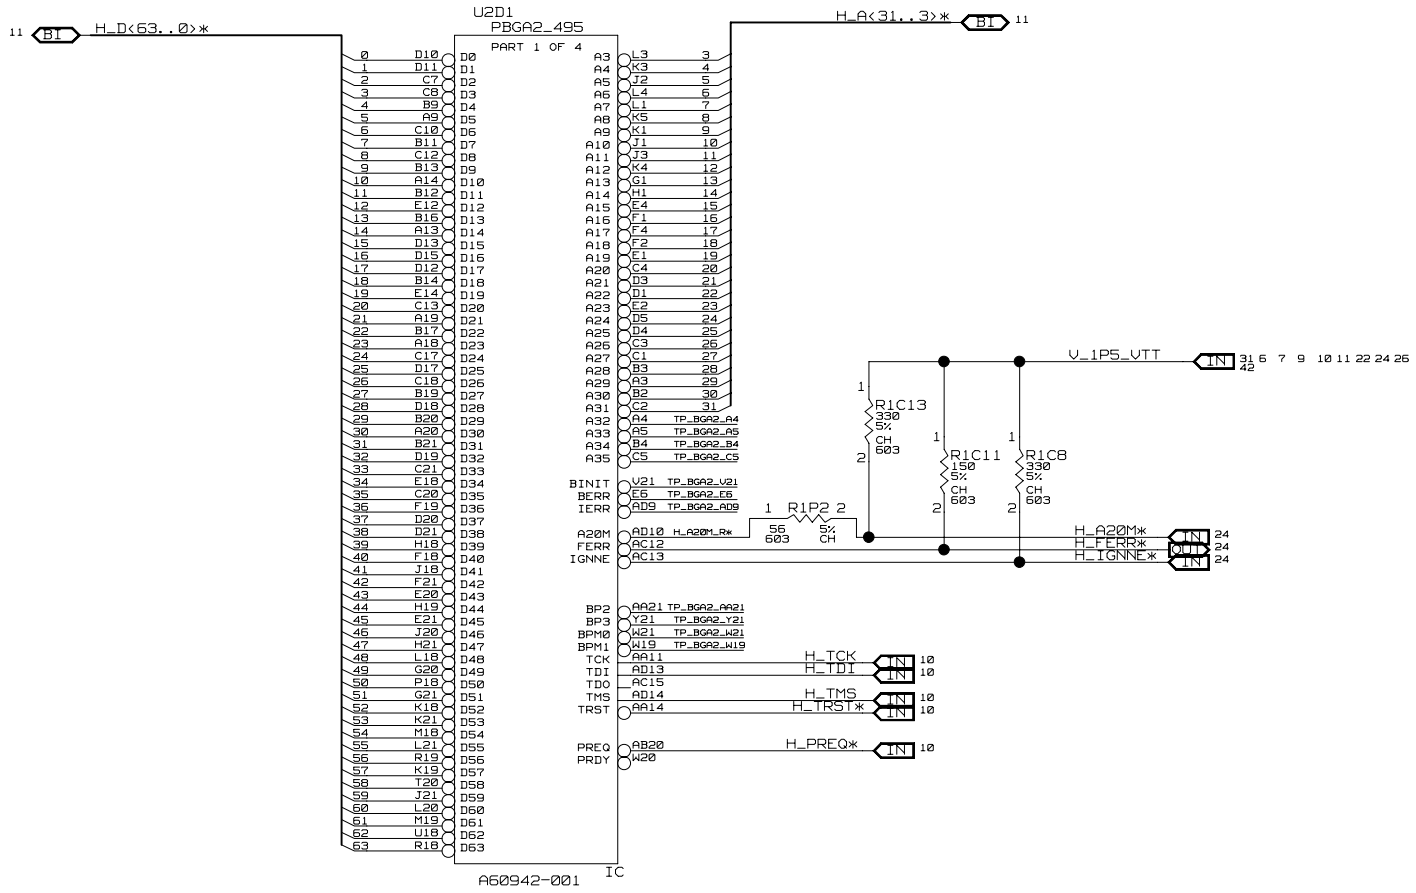 U2D1
PBGA2_495
PART 1 OF 4
11 BI H_D<63..0>*
H_A<31..3>* BI 11
0 D10 D0 A3 L3 3
1 D11 D1 A4 K3 4
2 C7 D2 A5 J2 5
3 C8 D3 A6 L4 6
4 B9 D4 A7 L1 7
5 A9 D5 A8 K5 8
6 C10 D6 A9 K1 9
7 B11 D7 A10 J1 10
8 C12 D8 A11 J3 11
9 B13 D9 A12 K4 12
10 A14 D10 A13 G1 13
11 B12 D11 A14 H1 14
12 E12 D12 A15 E4 15
13 B16 D13 A16 F1 16
14 A13 D14 A17 F4 17
15 D13 D15 A18 F2 18
16 D15 D16 A19 E1 19
17 D12 D17 A20 C4 20
18 B14 D18 A21 D3 21
19 E14 D19 A22 D1 22
20 C13 D20 A23 E2 23
21 A19 D21 A24 D5 24
22 B17 D22 A25 D4 25
23 A18 D23 A26 C3 26
24 C17 D24 A27 C1 27
25 D17 D25 A28 B3 28
26 C18 D26 A29 A3 29
27 B19 D27 A30 B2 30
28 D18 D28 A31 C2 31
29 B20 D29 A32 A4 TP_BGA2_A4
30 A20 D30 A33 A5 TP_BGA2_A5
31 B21 D31 A34 B4 TP_BGA2_B4
32 D19 D32 A35 C5 TP_BGA2_C5
33 C21 D33
34 E18 D34 BINIT V21 TP_BGA2_V21
35 C20 D35 BERR E6 TP_BGA2_E6
36 F19 D36 IERR AD9 TP_BGA2_AD9
37 D20 D37
38 D21 D38 A20M AD10 H_A20M_R*
39 H18 D39 FERR AC12
40 F18 D40 IGNNE AC13
41 J18 D41
42 F21 D42
43 E20 D43
44 H19 D44 BP2 AA21 TP_BGA2_AA21
45 E21 D45 BP3 Y21 TP_BGA2_Y21
46 J20 D46 BPM0 W21 TP_BGA2_W21
47 H21 D47 BPM1 W19 TP_BGA2_W19
48 L18 D48 TCK AA11 H_TCK IN 10
49 G20 D49 TDI AD13 H_TDI IN 10
50 P18 D50 TDO AC15
51 G21 D51 TMS AD14 H_TMS IN 10
52 K18 D52 TRST AA14 H_TRST* IN 10
53 K21 D53
54 M18 D54
55 L21 D55 PREQ AB20 H_PREQ* IN 10
56 R19 D56 PRDY W20
57 K19 D57
58 T20 D58
59 J21 D59
60 L20 D60
61 M19 D61
62 U18 D62
63 R18 D63
IC
A60942-001
V_1P5_VTT IN 31 6 7 9 10 11 22 24 26
42
1
R1C13
330
5%
CH
603
2
1
R1C11
150
5%
CH
603
2
1
R1C8
330
5%
CH
603
2
1 R1P2 2
56 5%
603 CH
H_A20M* IN 24
H_FERR* OUT 24
H_IGNNE* IN 24